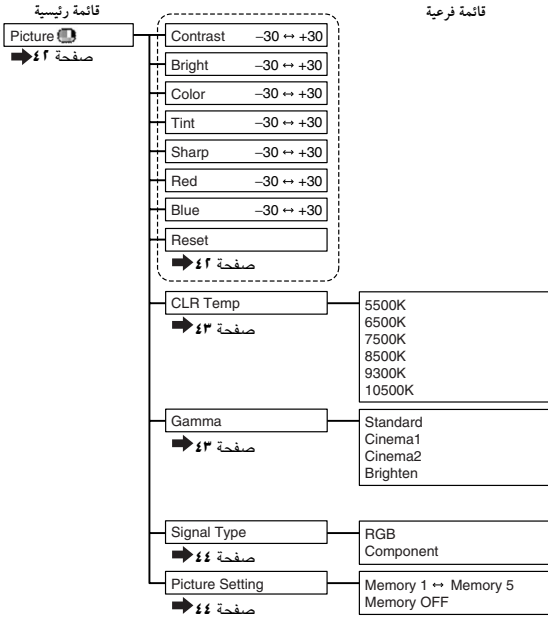 قائمة رئيسية
قائمة فرعية
Picture
صفحة ٤٢
Contrast –30 ↔ +30
Bright –30 ↔ +30
Color –30 ↔ +30
Tint –30 ↔ +30
Sharp –30 ↔ +30
Red –30 ↔ +30
Blue –30 ↔ +30
Reset
صفحة ٤٢
CLR Temp
صفحة ٤٣
5500K
6500K
7500K
8500K
9300K
10500K
Gamma
صفحة ٤٣
Standard
Cinema1
Cinema2
Brighten
Signal Type
صفحة ٤٤
RGB
Component
Picture Setting
صفحة ٤٤
Memory 1 ↔ Memory 5
Memory OFF